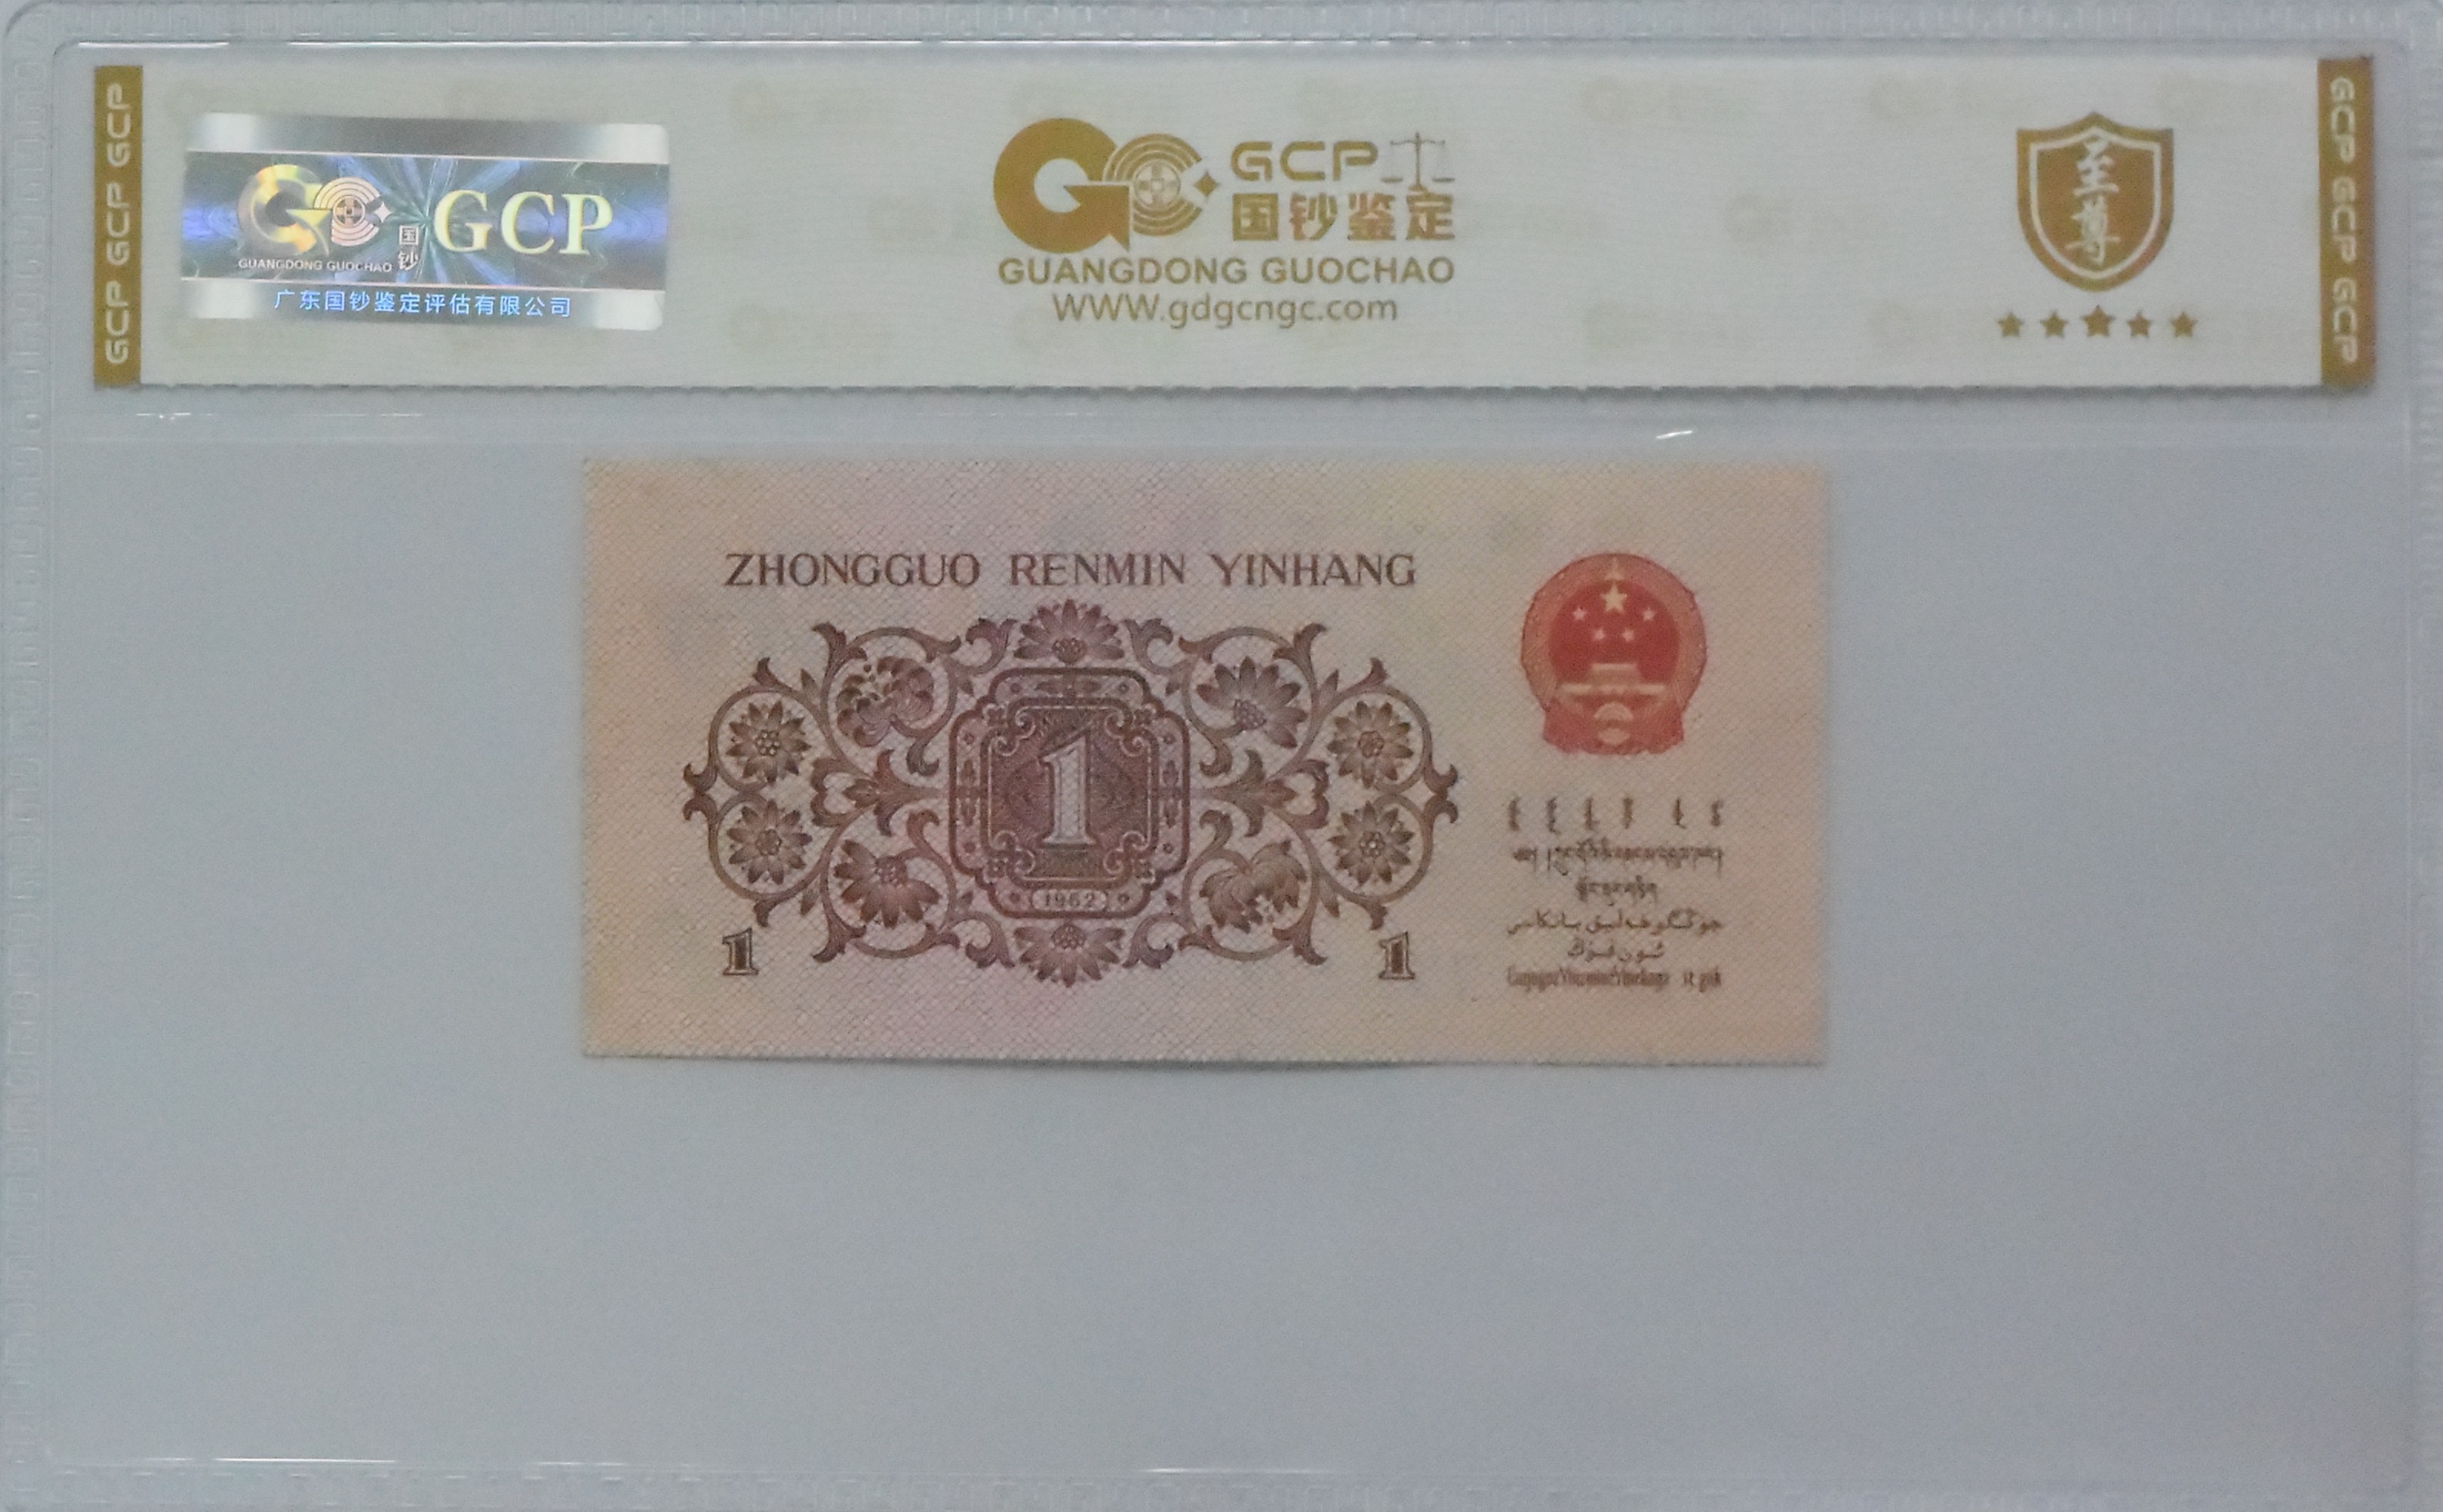 GCP GCP GCP
GCP
国钞
GUANGDONG GUOCHAO
广东国钞鉴定评估有限公司
GCP
国钞鉴定
GUANGDONG GUOCHAO
WWW.gdgcngc.com
至尊
GCP GCP GCP
ZHONGGUO RENMIN YINHANG
1
1962
1 1